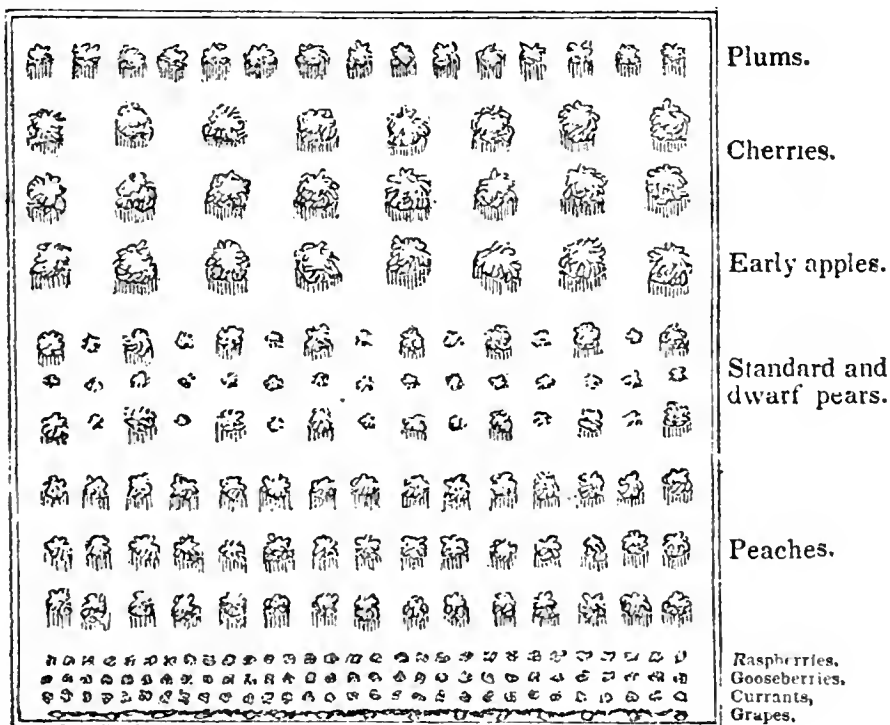 Plums.
Cherries.
Early apples.
Standard and
dwarf pears.
Peaches.
Raspberries.
Gooseberries.
Currants,
Grapes.